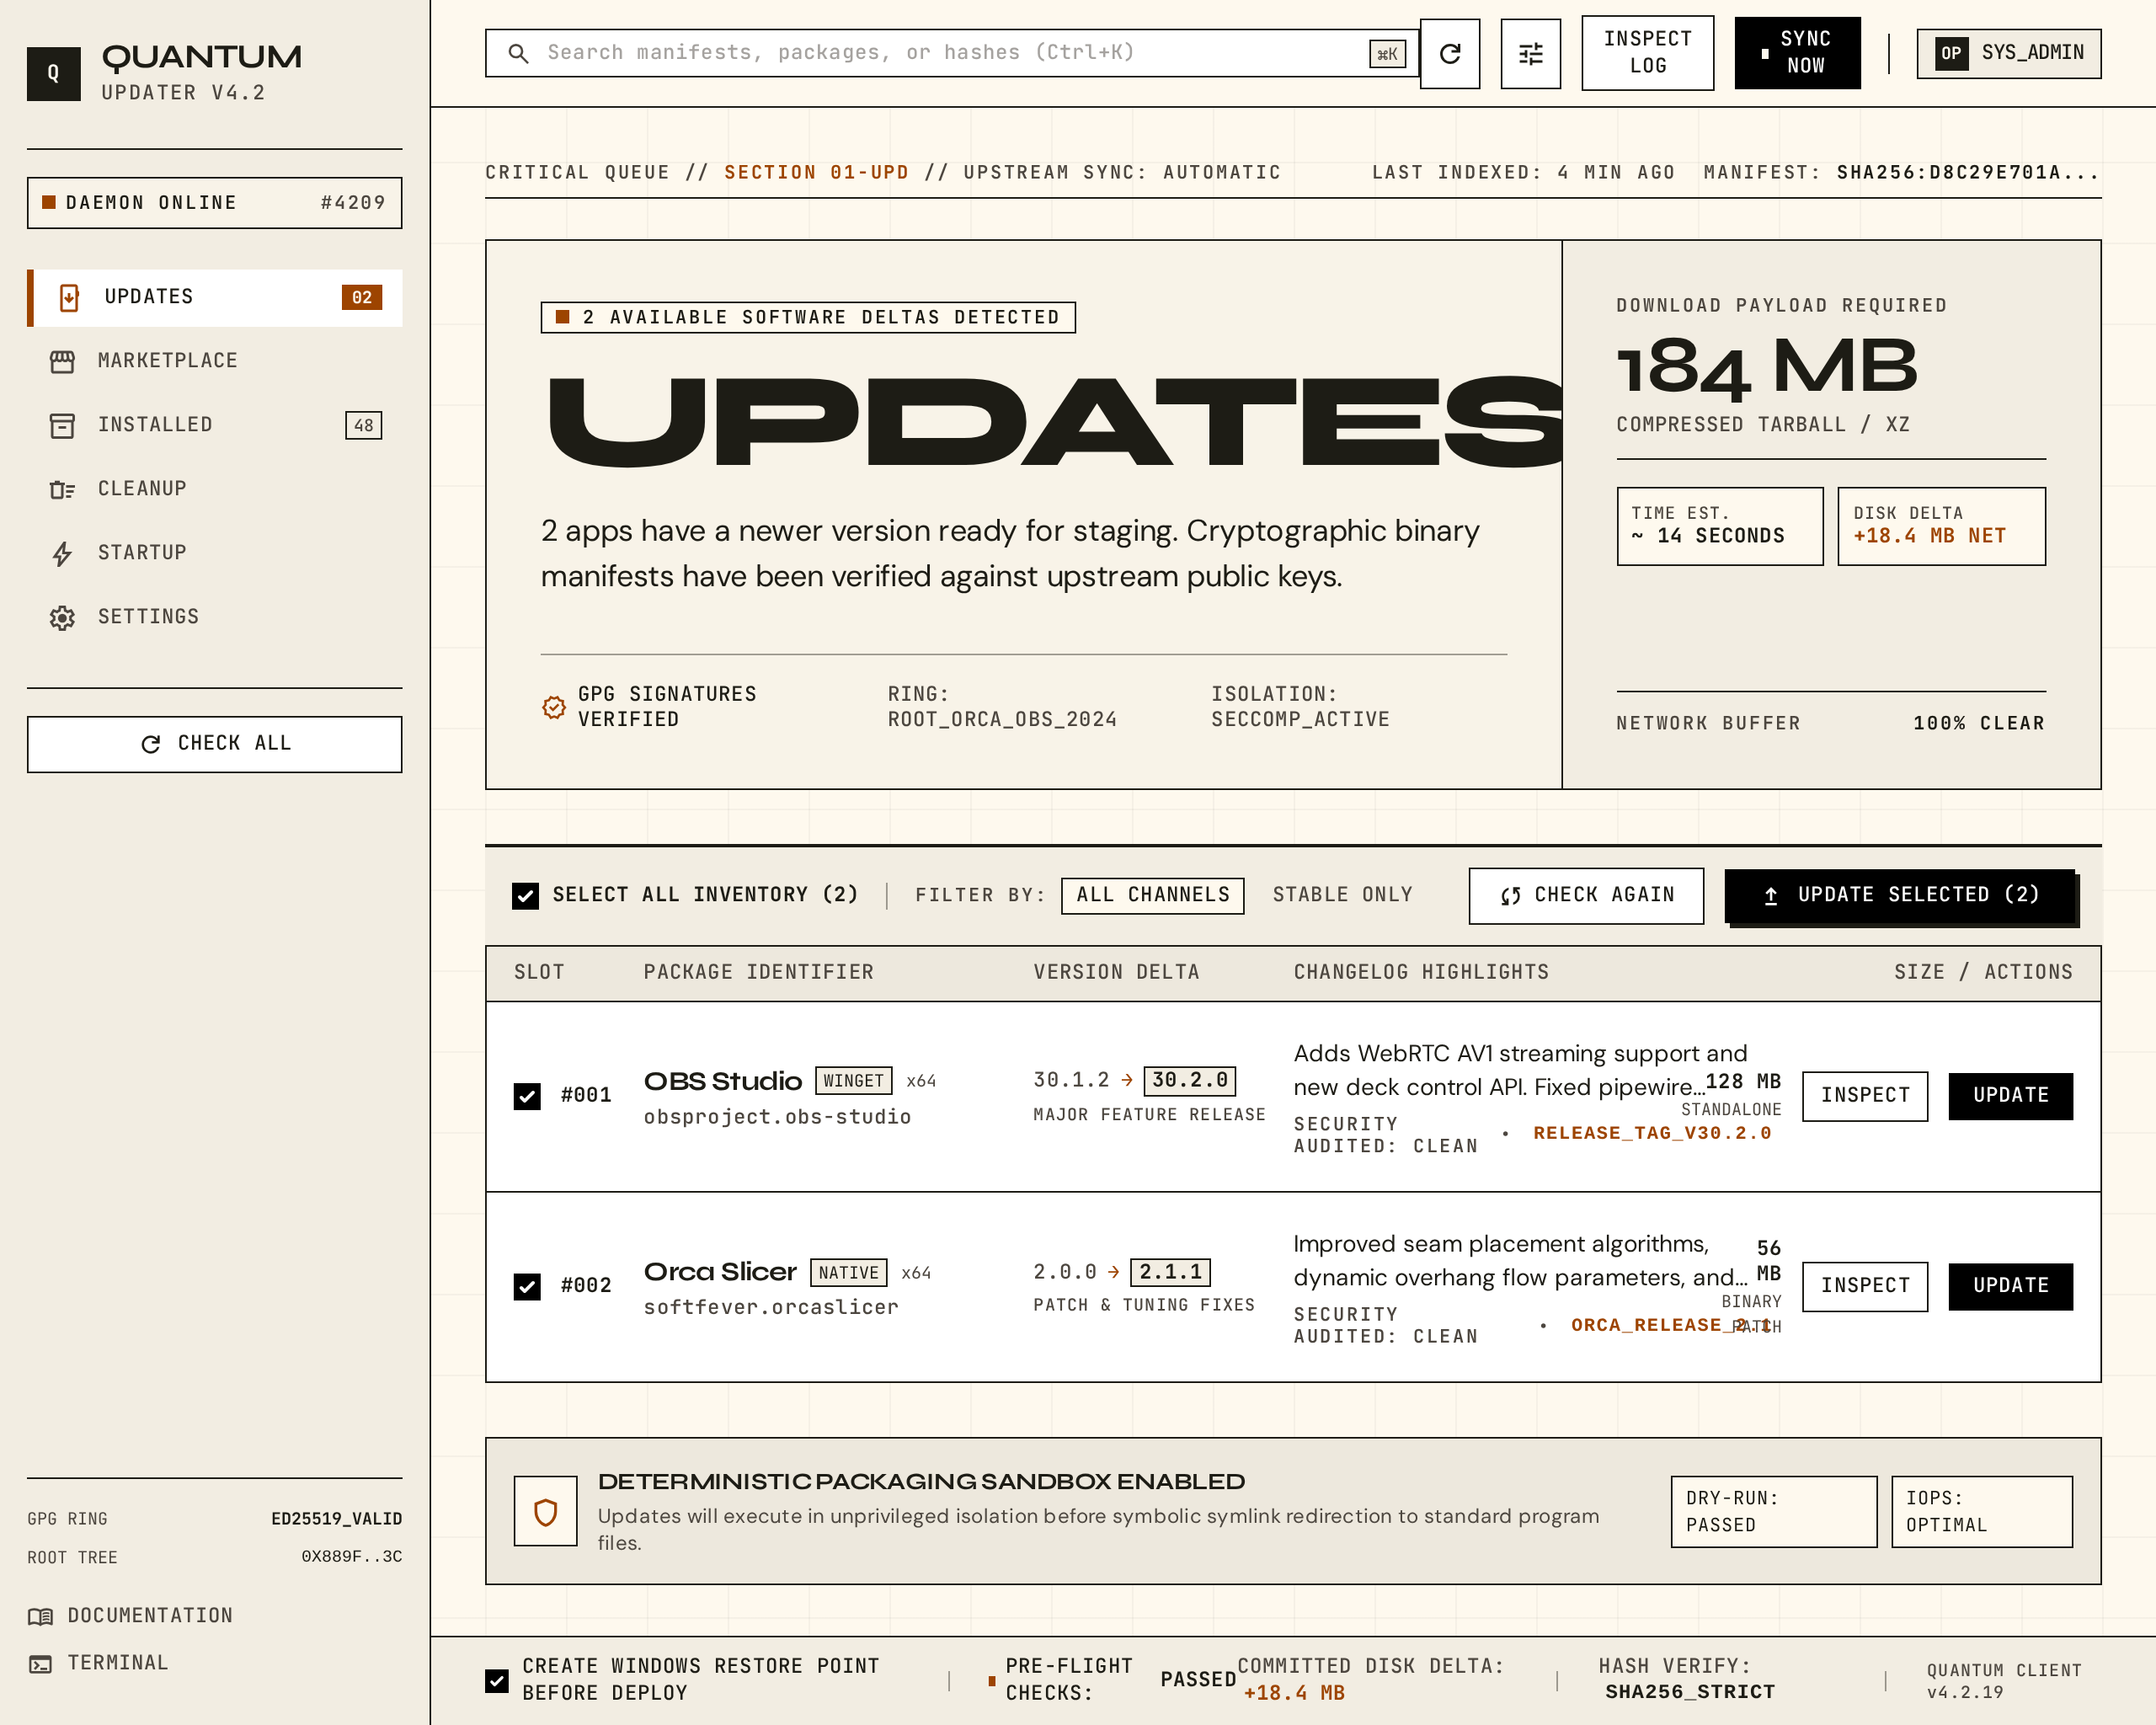 Q
QUANTUM
UPDATER V4.2
DAEMON ONLINE #4209
UPDATES 02
MARKETPLACE
INSTALLED 48
CLEANUP
STARTUP
SETTINGS
CHECK ALL
GPG RING ED25519_VALID
ROOT TREE 0X889F..3C
DOCUMENTATION
TERMINAL
Search manifests, packages, or hashes (Ctrl+K) ⌘K
INSPECT
LOG
SYNC
NOW
OP SYS_ADMIN
CRITICAL QUEUE // SECTION 01-UPD // UPSTREAM SYNC: AUTOMATIC
LAST INDEXED: 4 MIN AGO MANIFEST: SHA256:D8C29E701A...
2 AVAILABLE SOFTWARE DELTAS DETECTED
UPDATES
2 apps have a newer version ready for staging. Cryptographic binary
manifests have been verified against upstream public keys.
GPG SIGNATURES
VERIFIED
RING:
ROOT_ORCA_OBS_2024
ISOLATION:
SECCOMP_ACTIVE
DOWNLOAD PAYLOAD REQUIRED
184 MB
COMPRESSED TARBALL / XZ
TIME EST.
~ 14 SECONDS
DISK DELTA
+18.4 MB NET
NETWORK BUFFER 100% CLEAR
SELECT ALL INVENTORY (2)
FILTER BY: ALL CHANNELS STABLE ONLY
CHECK AGAIN
UPDATE SELECTED (2)
SLOT PACKAGE IDENTIFIER VERSION DELTA CHANGELOG HIGHLIGHTS SIZE / ACTIONS
#001
OBS Studio WINGET x64
obsproject.obs-studio
30.1.2 → 30.2.0
MAJOR FEATURE RELEASE
Adds WebRTC AV1 streaming support and
new deck control API. Fixed pipewire...
SECURITY
AUDITED: CLEAN • RELEASE_TAG_V30.2.0
128 MB
STANDALONE
INSPECT
UPDATE
#002
Orca Slicer NATIVE x64
softfever.orcaslicer
2.0.0 → 2.1.1
PATCH & TUNING FIXES
Improved seam placement algorithms,
dynamic overhang flow parameters, and...
SECURITY
AUDITED: CLEAN • ORCA_RELEASE_2.1
56
MB
BINARY
PATCH
INSPECT
UPDATE
DETERMINISTIC PACKAGING SANDBOX ENABLED
Updates will execute in unprivileged isolation before symbolic symlink redirection to standard program
files.
DRY-RUN:
PASSED
IOPS:
OPTIMAL
CREATE WINDOWS RESTORE POINT
BEFORE DEPLOY
PRE-FLIGHT
CHECKS: PASSED
COMMITTED DISK DELTA:
+18.4 MB
HASH VERIFY:
SHA256_STRICT
QUANTUM CLIENT
v4.2.19